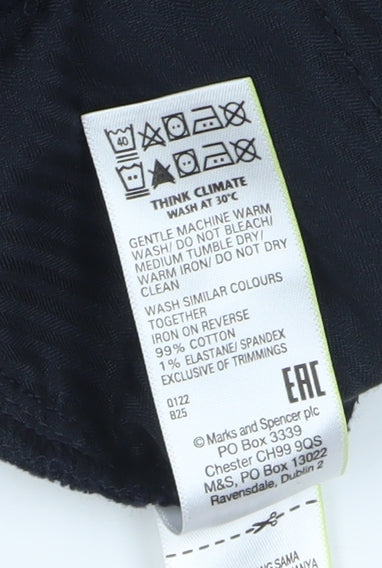 40
THINK CLIMATE
WASH AT 30°C
GENTLE MACHINE WARM
WASH/ DO NOT BLEACH/
MEDIUM TUMBLE DRY/
WARM IRON/ DO NOT DRY
CLEAN
WASH SIMILAR COLOURS
TOGETHER
IRON ON REVERSE
99% COTTON
1% ELASTANE/ SPANDEX
EXCLUSIVE OF TRIMMINGS
0122
B25
EAC
© Marks and Spencer plc
PO Box 3339
Chester CH99 9QS
M&S, PO Box 13022
Ravensdale, Dublin 2
SAMA